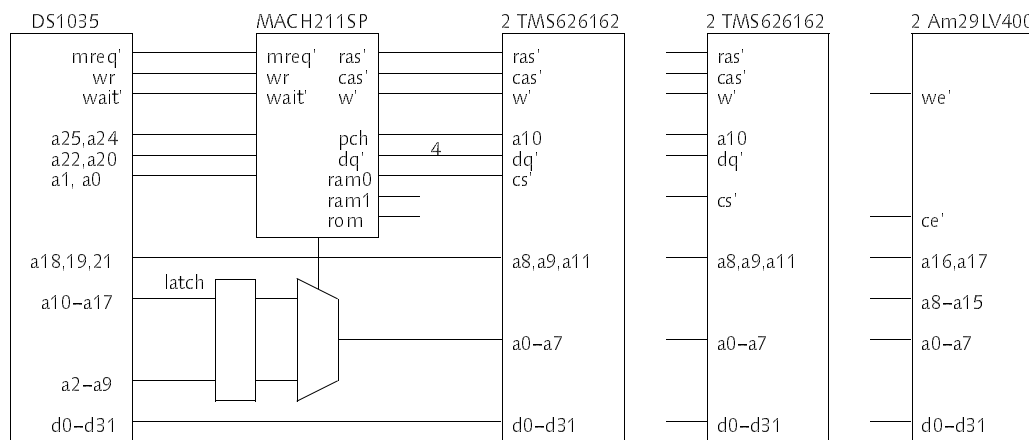 DS1035 MACH211SP 2 TMS626162 2 TMS626162 2 Am29LV400
mreq' mreq' ras' ras' ras'
wr wr cas' cas' cas'
wait' wait' w' w' w' we'
a25,a24 pch a10 a10
a22,a20 dq' 4 dq' dq'
a1, a0 ram0 cs'
ram1 cs'
rom ce'
a18,19,21 a8,a9,a11 a8,a9,a11 a16,a17
latch
a10–a17 a8–a15
a0–a7 a0–a7 a0–a7
a2–a9
d0–d31 d0–d31 d0–d31 d0–d31